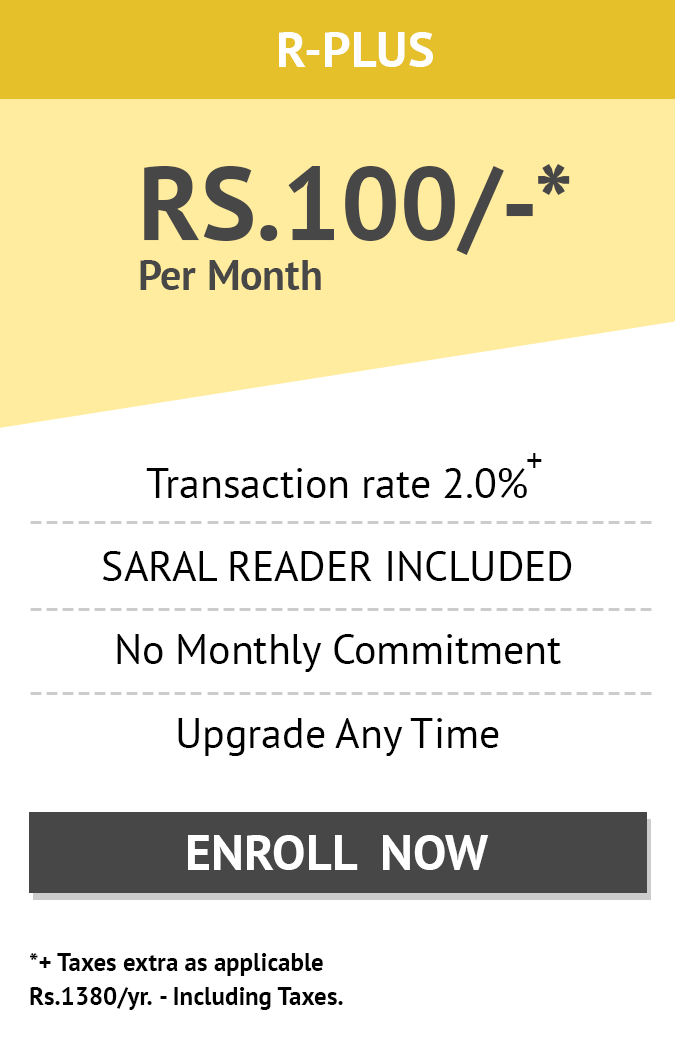 R-PLUS
RS.100/-*
Per Month
Transaction rate 2.0%+
SARAL READER INCLUDED
No Monthly Commitment
Upgrade Any Time
ENROLL NOW
*+ Taxes extra as applicable
Rs.1380/yr. - Including Taxes.